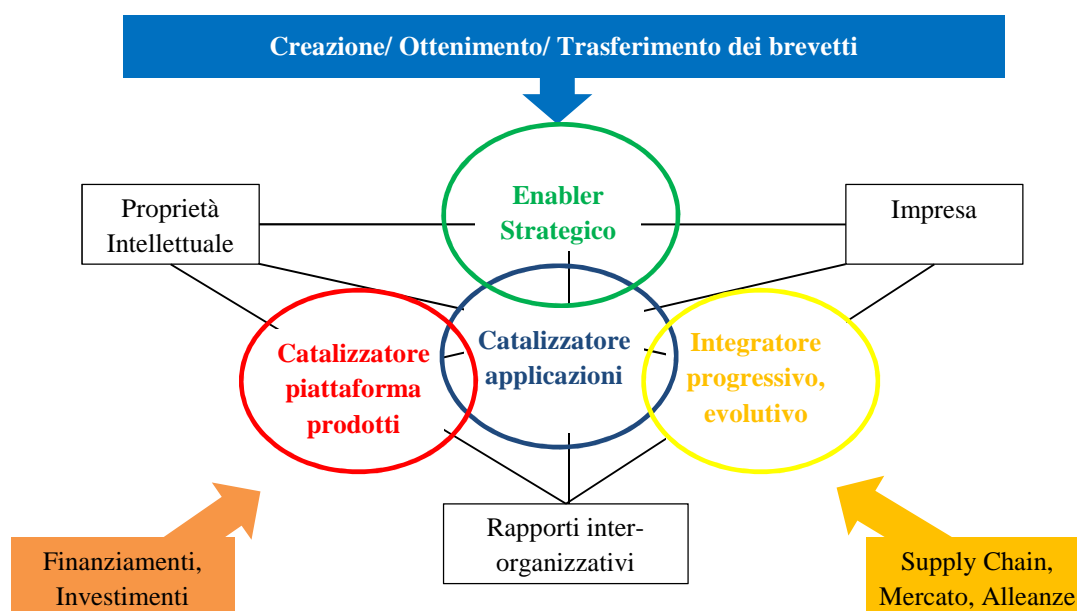 Creazione/ Ottenimento/ Trasferimento dei brevetti
Enabler
Strategico
Proprietà
Intellettuale
Impresa
Catalizzatore
piattaforma
prodotti
Catalizzatore
applicazioni
Integratore
progressivo,
evolutivo
Rapporti inter-
organizzativi
Finanziamenti,
Investimenti
Supply Chain,
Mercato, Alleanze